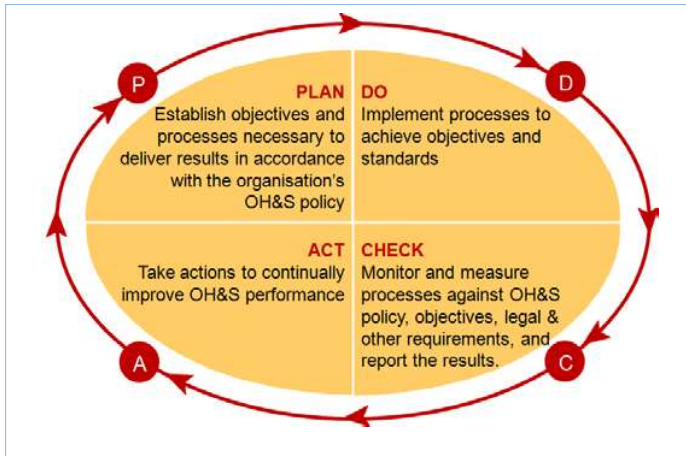 P
D
PLAN
Establish objectives and
processes necessary to
deliver results in accordance
with the organisation's
OH&S policy
DO
Implement processes to
achieve objectives and
standards
ACT
Take actions to continually
improve OH&S performance
CHECK
Monitor and measure
processes against OH&S
policy, objectives, legal &
other requirements, and
report the results.
A
C